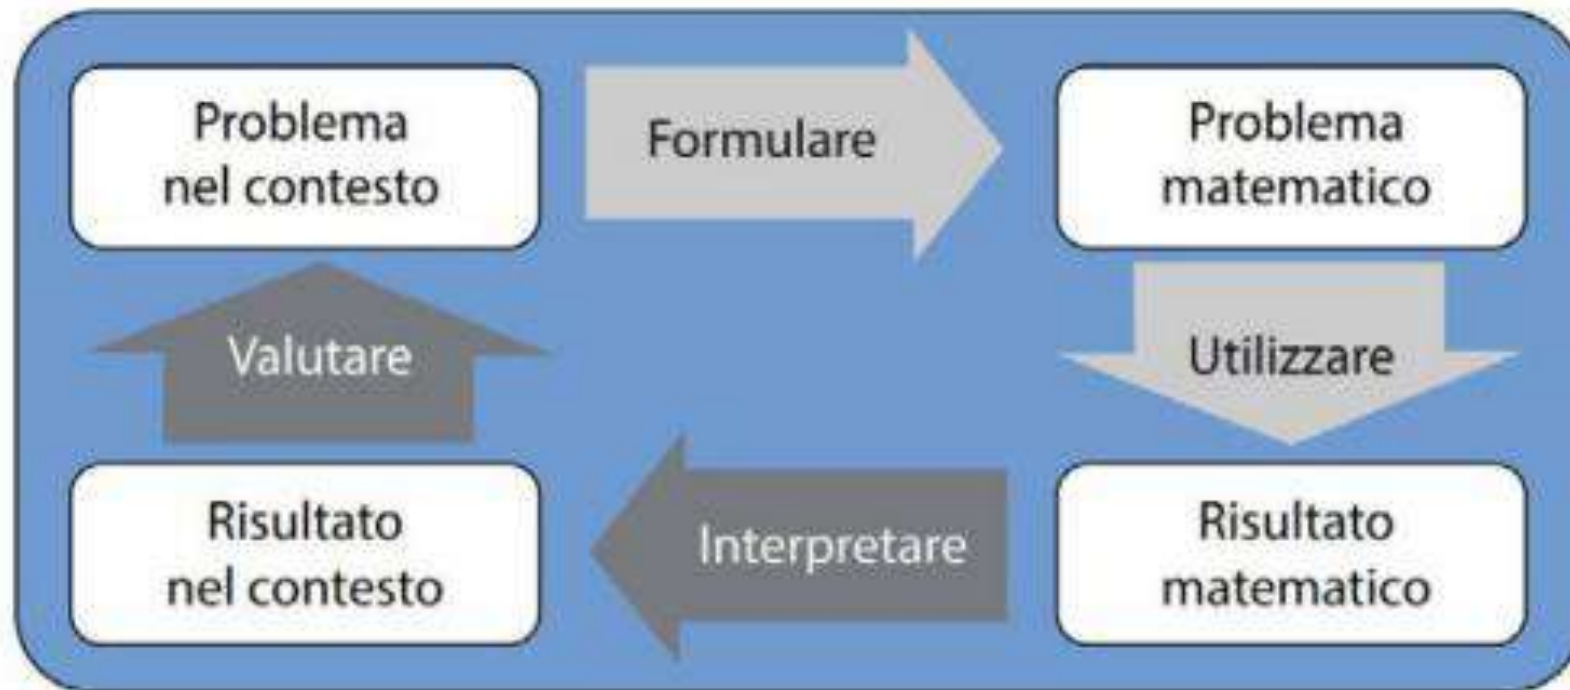 Problema
nel contesto
Formulare
Problema
matematico
Valutare
Utilizzare
Risultato
nel contesto
Interpretare
Risultato
matematico